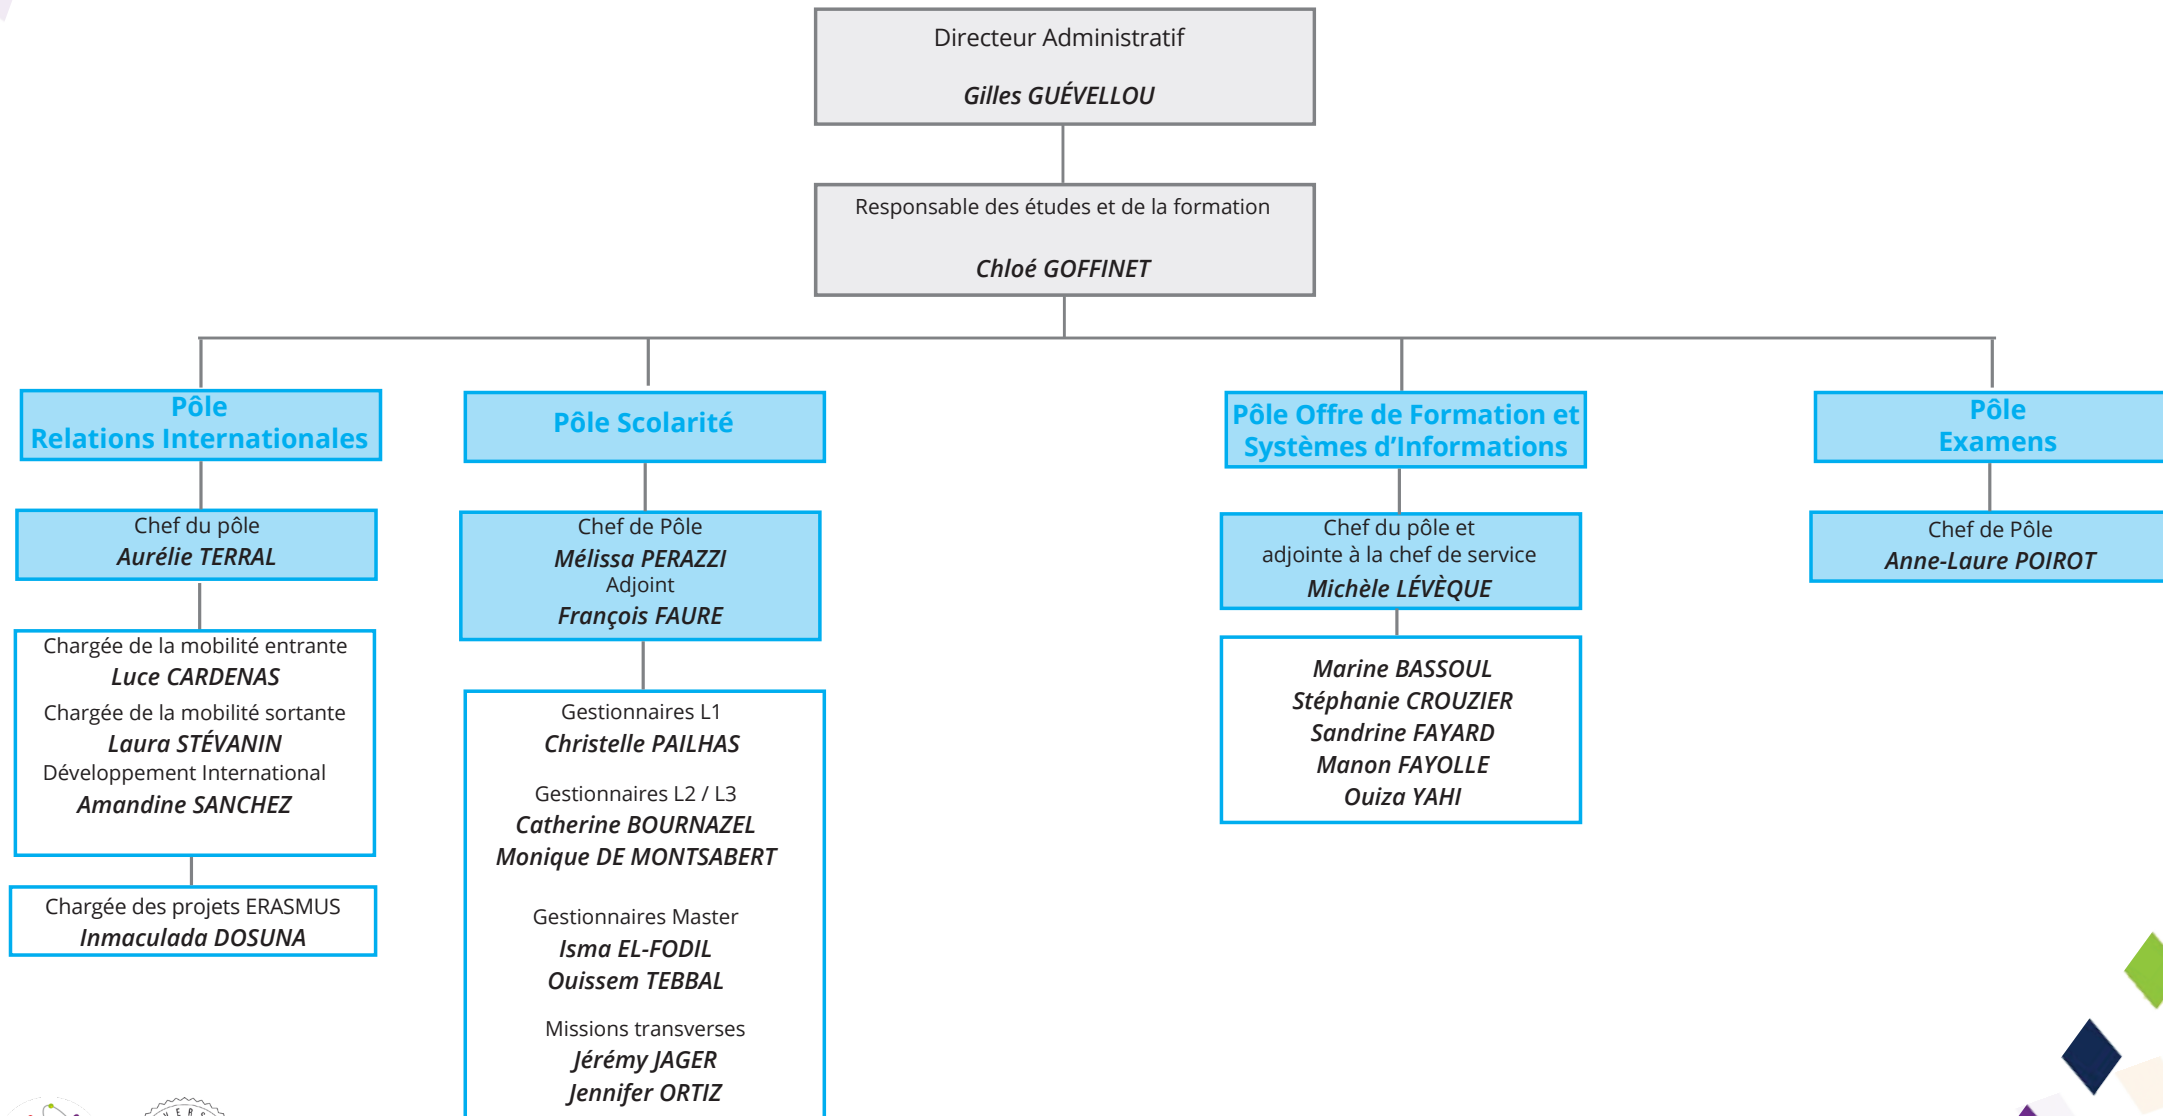 Directeur Administratif
Gilles GUÉVELLOU
Responsable des études et de la formation
Chloé GOFFINET
Pôle
Relations Internationales
Chef du pôle
Aurélie TERRAL
Chargée de la mobilité entrante
Luce CARDENAS
Chargée de la mobilité sortante
Laura STÉVANIN
Développement International
Amandine SANCHEZ
Chargée des projets ERASMUS
Inmaculada DOSUNA
Pôle Scolarité
Chef de Pôle
Mélissa PERAZZI
Adjoint
François FAURE
Gestionnaires L1
Christelle PAILHAS
Gestionnaires L2 / L3
Catherine BOURNAZEL
Monique DE MONTSABERT
Gestionnaires Master
Isma EL-FODIL
Ouissem TEBBAL
Missions transverses
Jérémy JAGER
Jennifer ORTIZ
Pôle Offre de Formation et
Systèmes d’Informations
Chef du pôle et
adjointe à la chef de service
Michèle LÉVÈQUE
Marine BASSOUL
Stéphanie CROUZIER
Sandrine FAYARD
Manon FAYOLLE
Ouiza YAHI
Pôle
Examens
Chef de Pôle
Anne-Laure POIROT